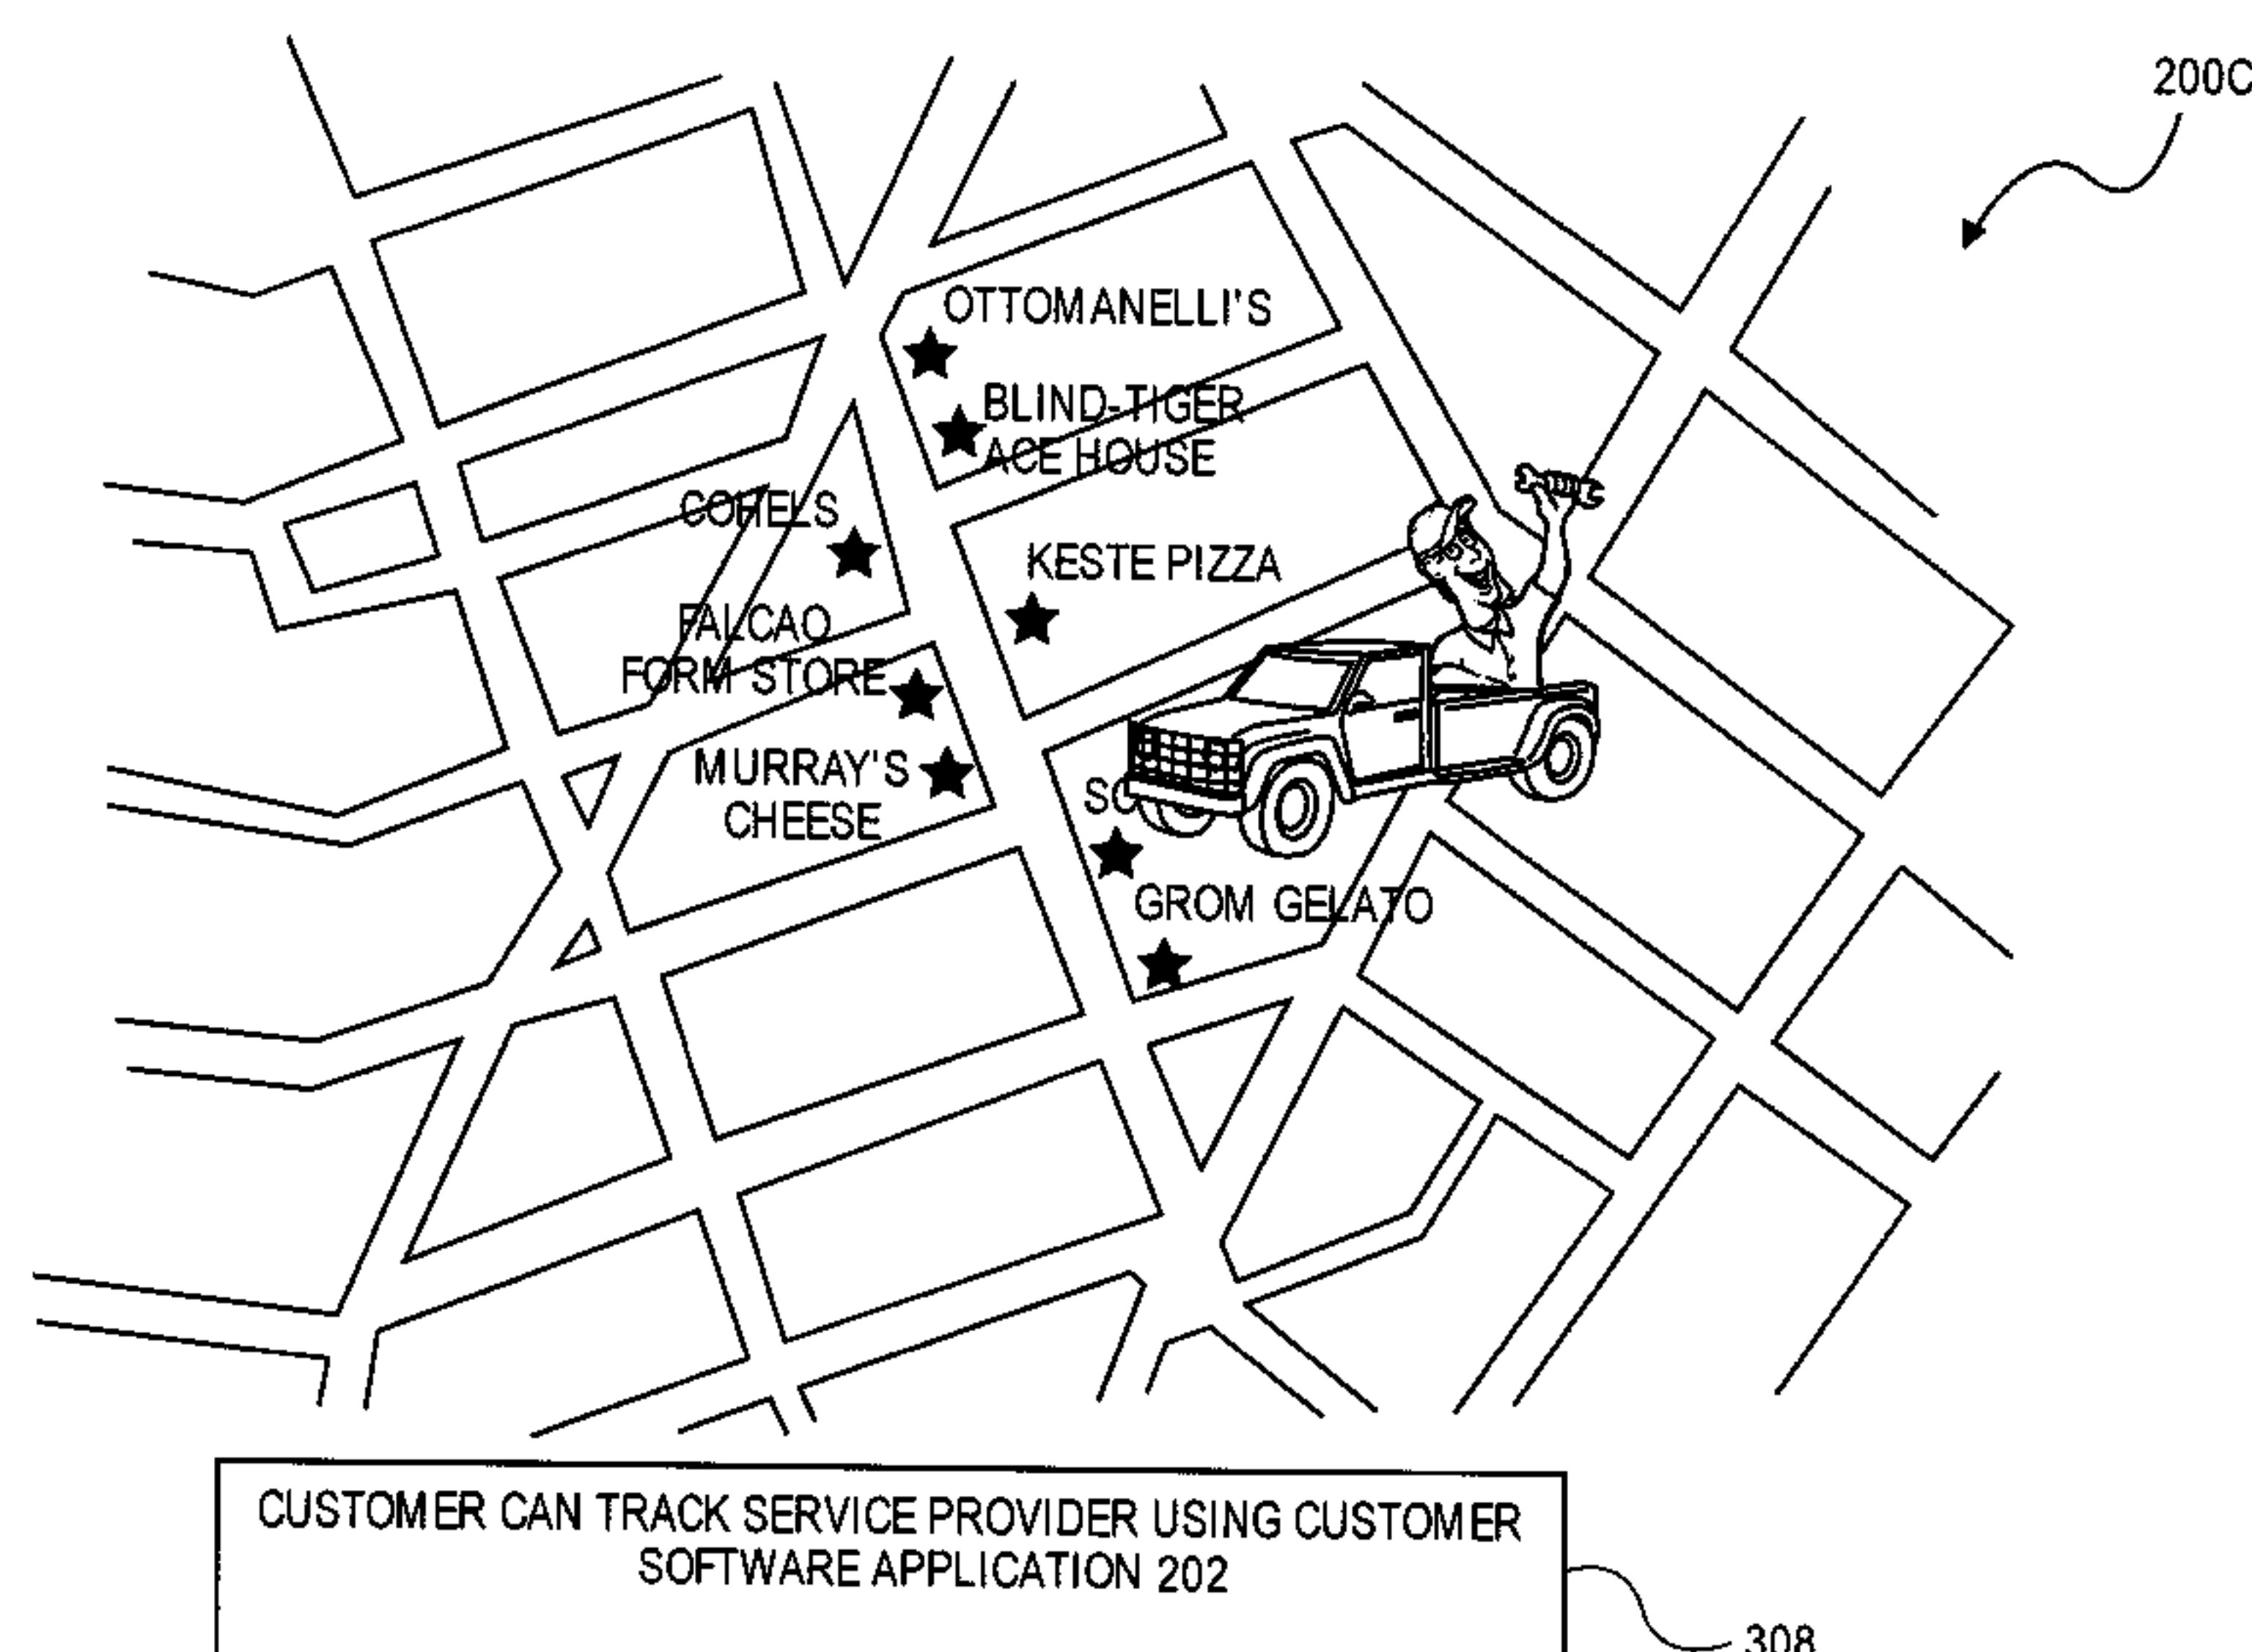 200C
OTTOMANELLI'S
BLIND-TIGER
ACE HOUSE
COHELS
KESTE PIZZA
FALCAO
FORM STORE
MURRAY'S
CHEESE
GROM GELATO
CUSTOMER CAN TRACK SERVICE PROVIDER USING CUSTOMER
SOFTWARE APPLICATION 202
308